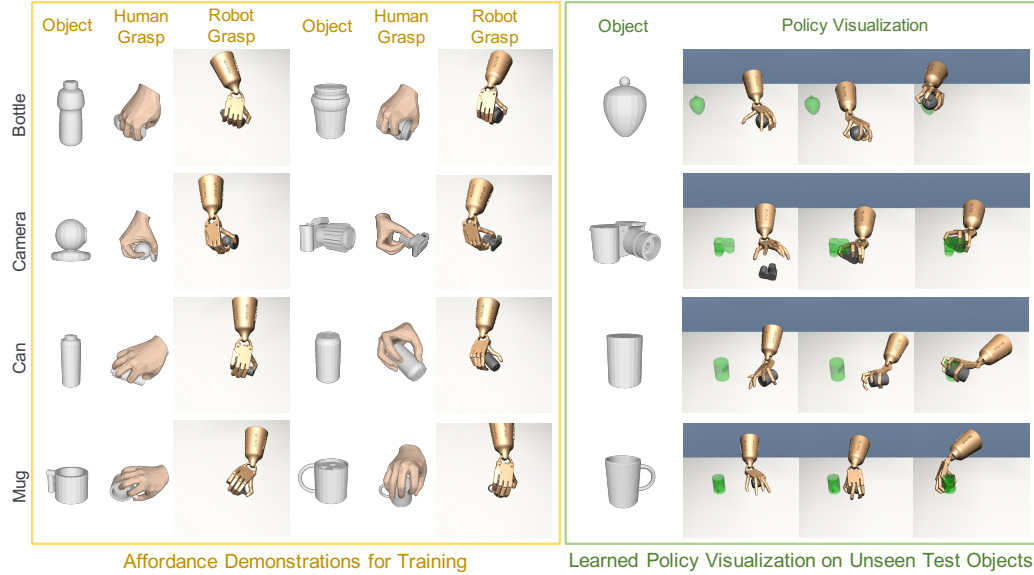 Object
Human
Grasp
Robot
Grasp
Object
Human
Grasp
Robot
Grasp
Object
Policy Visualization
Bottle
Camera
Can
Mug
Affordance Demonstrations for Training
Learned Policy Visualization on Unseen Test Objects